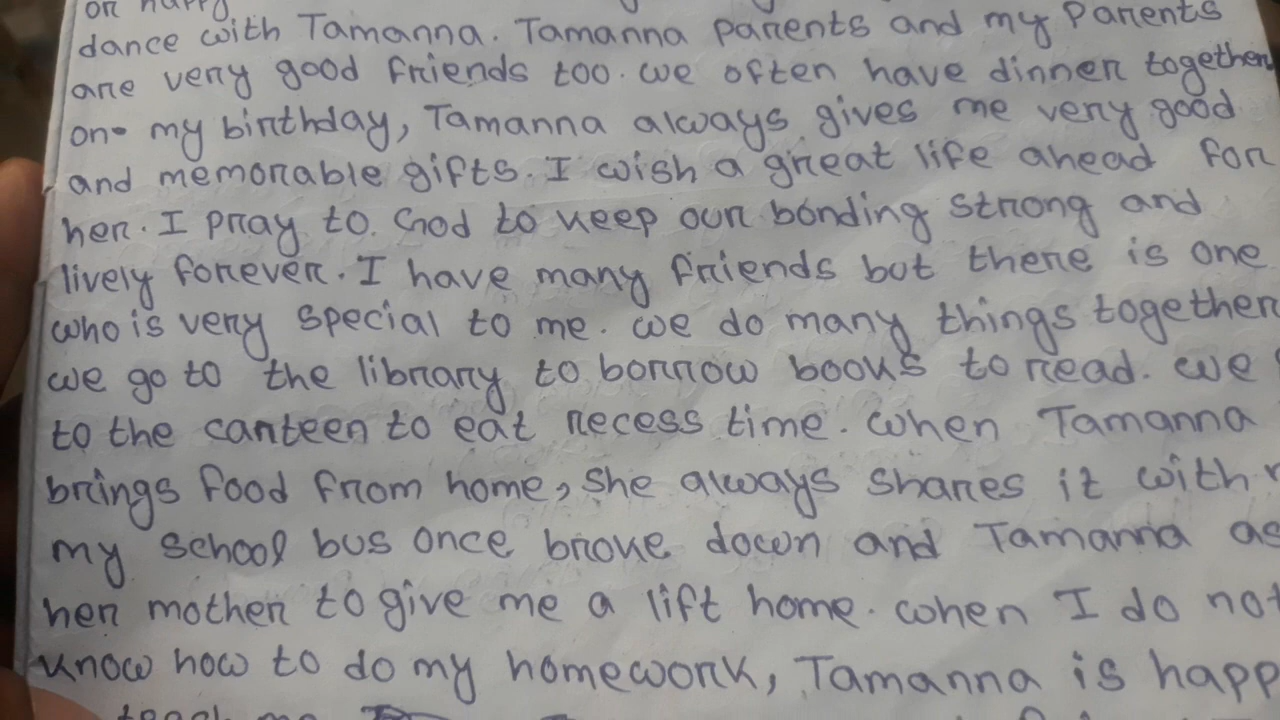 on happy
dance with Tamanna. Tamanna parents and my Parents
are very good friends too. we often have dinner together
on my birthday, Tamanna always gives me very good
and memorable gifts. I wish a great life ahead for
her. I pray to God to keep our bonding strong and
lively forever. I have many friends but there is one
who is very special to me. we do many things together
we go to the library to borrow books to read. we
to the canteen to eat recess time. when Tamanna
brings food from home, she always shares it with
my school bus once broke down and Tamanna as
her mother to give me a lift home. when I do not
know how to do my homework, Tamanna is happ
teach me